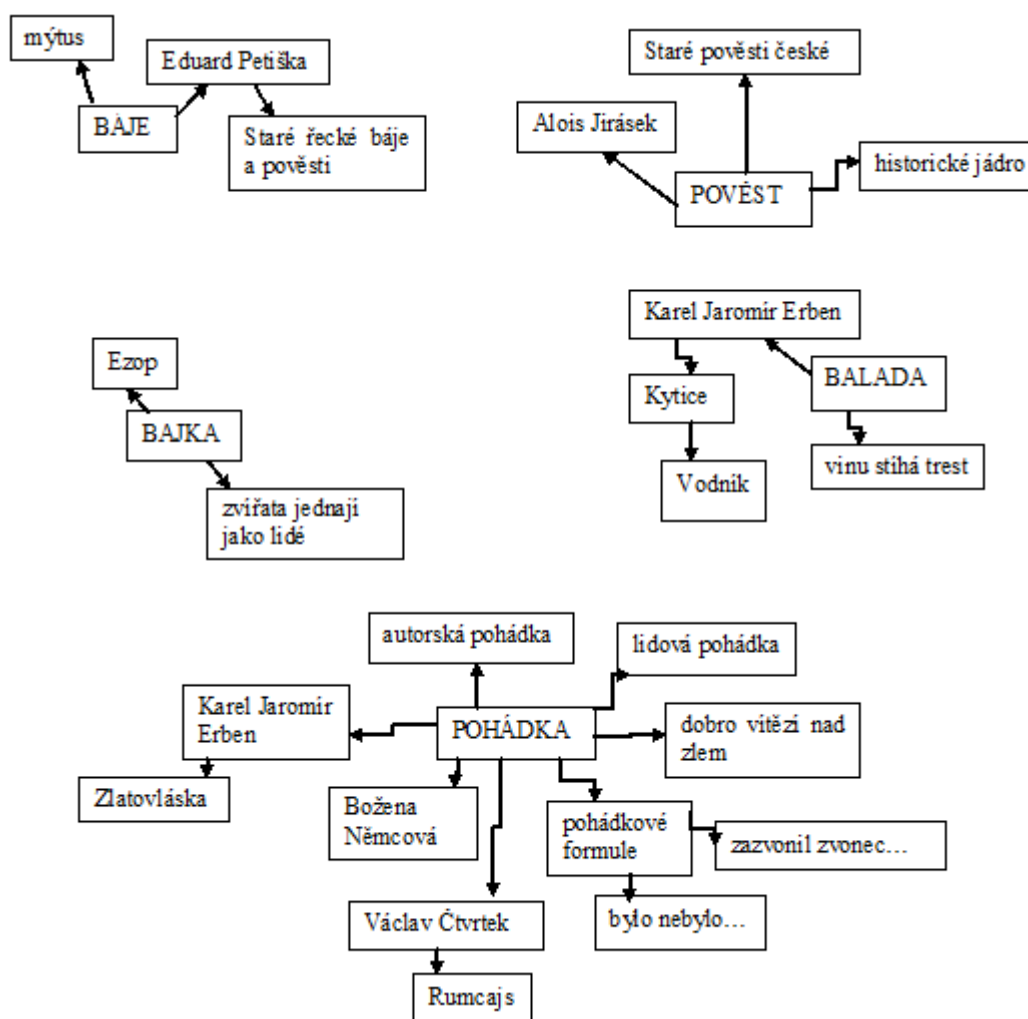 mýtus
Eduard Petiška
BÁJE
Staré řecké báje
a pověsti
Staré pověsti české
Alois Jirásek
historické jádro
POVĚST
Ezop
BAJKA
zvířata jednají
jako lidé
Karel Jaromír Erben
BALADA
Kytice
vinu stíhá trest
Vodník
autorská pohádka
lidová pohádka
Karel Jaromír
Erben
POHÁDKA
dobro vítězí nad
zlem
Zlatovláska
Božena
Němcová
pohádkové
formule
zazvonil zvonec…
Václav Čtvrtek
bylo nebylo…
Rumcajs